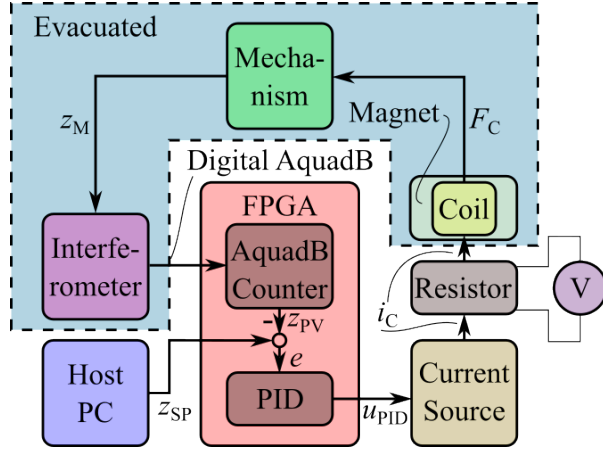 Evacuated
Mecha-
nism
z_M
Magnet
F_C
Digital AquadB
FPGA
Coil
Interfe-
rometer
AquadB
Counter
Resistor
V
i_C
- z_PV
Host
PC
e
z_SP
PID
u_PID
Current
Source